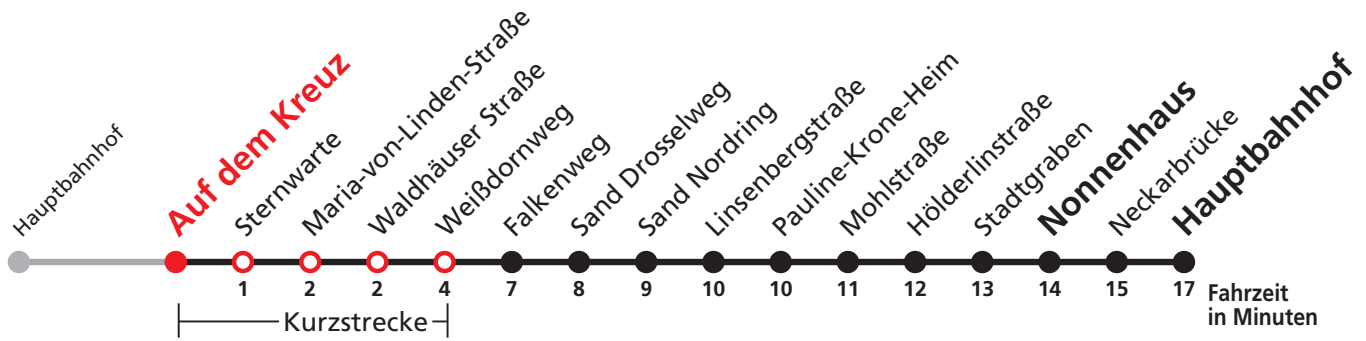 Hauptbahnhof
Auf dem Kreuz
Sternwarte
Maria-von-Linden-Straße
Waldhäuser Straße
Weißdornweg
Falkenweg
Sand Drosselweg
Sand Nordring
Linsenbergstraße
Pauline-Krone-Heim
Mohlstraße
Hölderlinstraße
Stadtgraben
Nonnenhaus
Neckarbrücke
Hauptbahnhof
1 2 2 4 7 8 9 10 10 11 12 13 14 15 17
Fahrzeit
in Minuten
Kurzstrecke